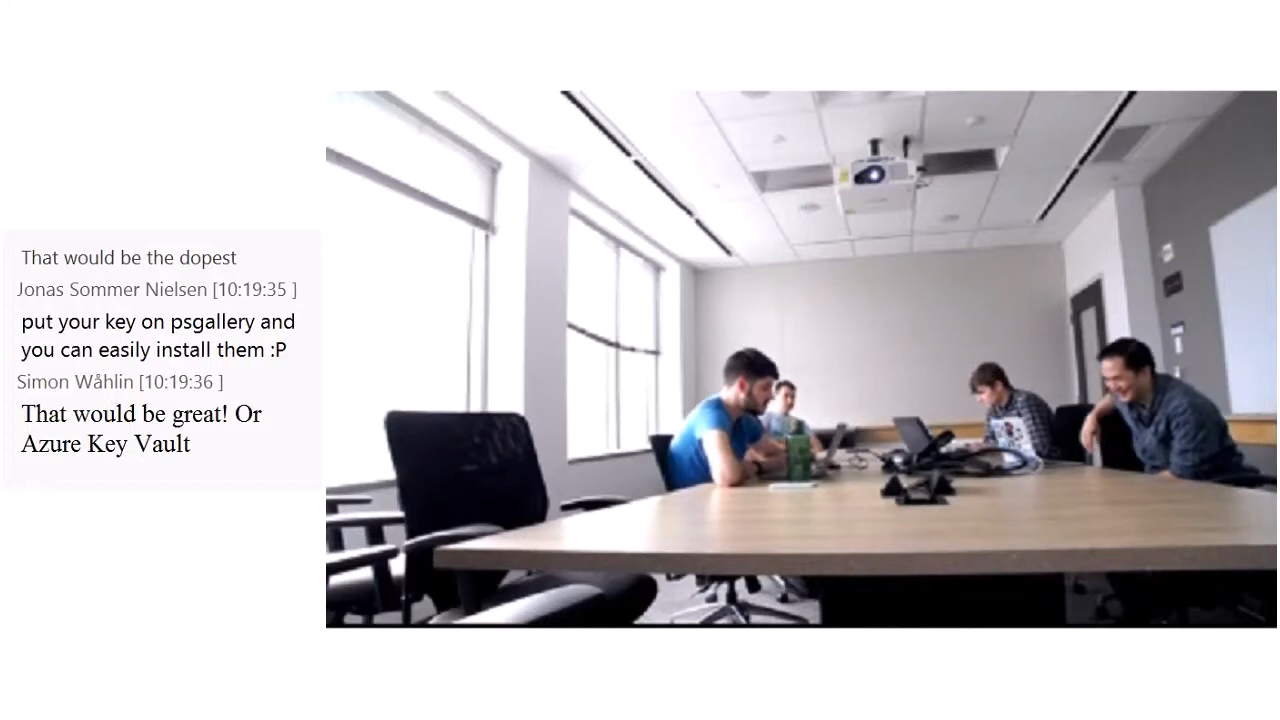 That would be the dopest
Jonas Sommer Nielsen [10:19:35 ]
put your key on psgallery and
you can easily install them :P
Simon Wåhlin [10:19:36 ]
That would be great! Or
Azure Key Vault